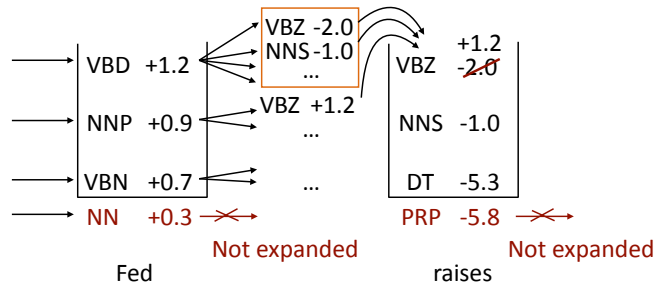 VBZ -2.0
NNS -1.0
...
VBD +1.2
VBZ +1.2
...
NNP +0.9
VBN +0.7
...
NN +0.3
Not expanded
Fed
+1.2
VBZ -2.0
NNS -1.0
DT -5.3
PRP -5.8
Not expanded
raises